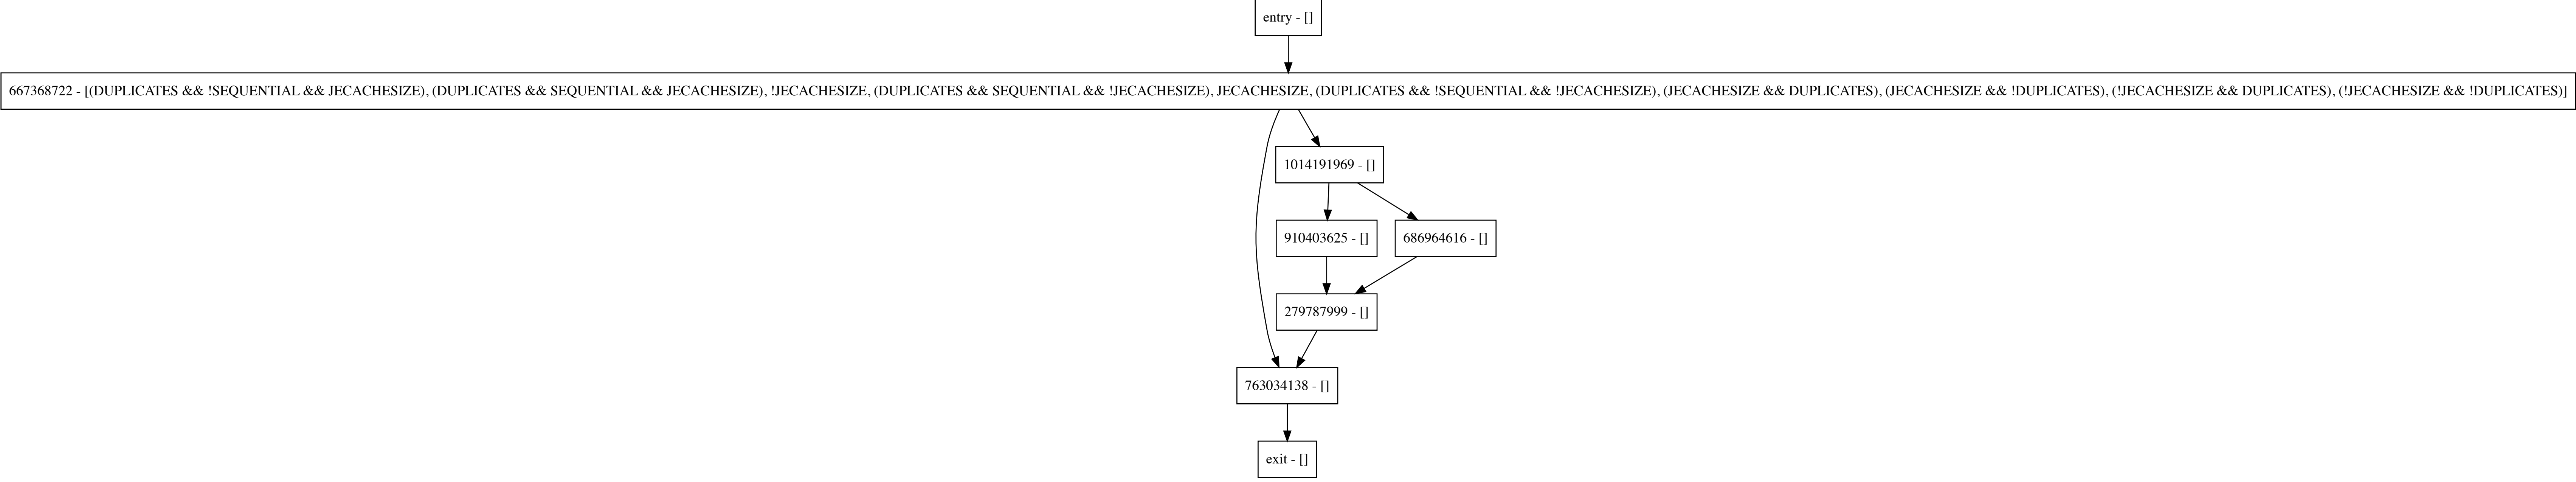 entry - []
667368722 - [(DUPLICATES && !SEQUENTIAL && JECACHESIZE), (DUPLICATES && SEQUENTIAL && JECACHESIZE), !JECACHESIZE, (DUPLICATES && SEQUENTIAL && !JECACHESIZE), JECACHESIZE, (DUPLICATES && !SEQUENTIAL && !JECACHESIZE), (JECACHESIZE && DUPLICATES), (JECACHESIZE && !DUPLICATES), (!JECACHESIZE && DUPLICATES), (!JECACHESIZE && !DUPLICATES)]
1014191969 - []
910403625 - []
686964616 - []
279787999 - []
763034138 - []
exit - []